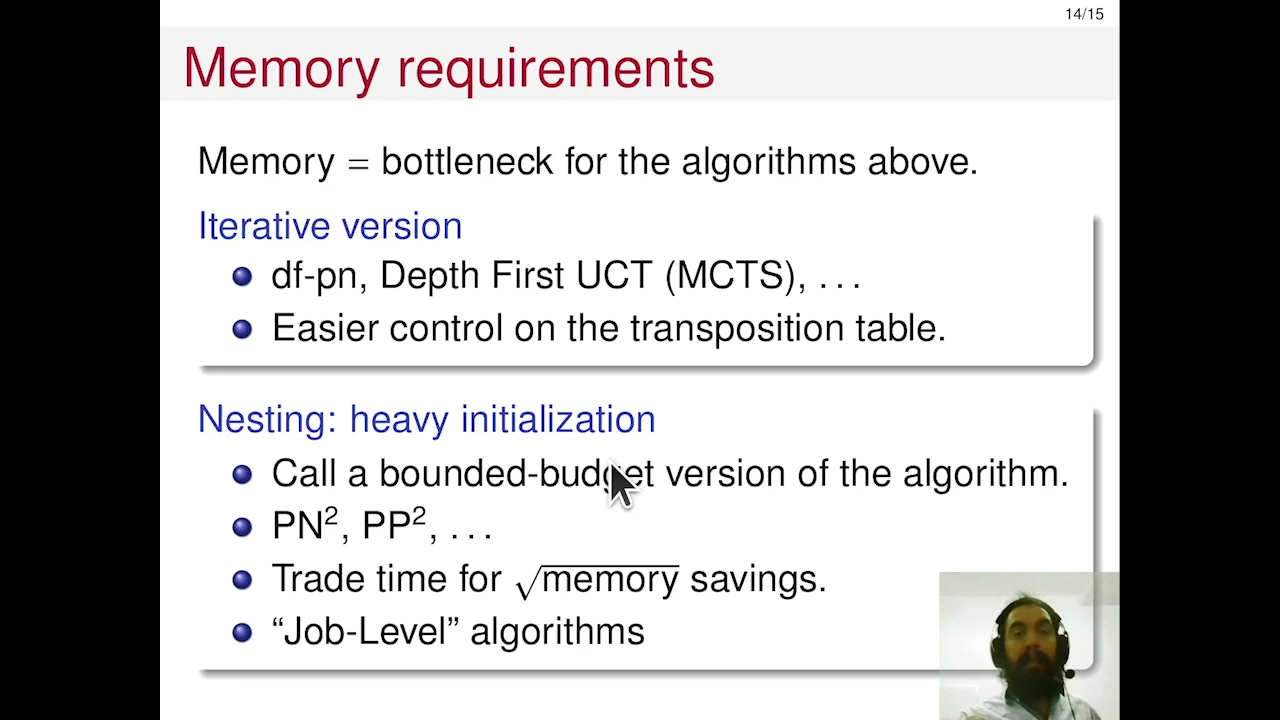 14/15
Memory requirements
Memory = bottleneck for the algorithms above.
Iterative version
df-pn, Depth First UCT (MCTS), ...
Easier control on the transposition table.
Nesting: heavy initialization
Call a bounded-budget version of the algorithm.
PN², PP², ...
Trade time for √memory savings.
“Job-Level” algorithms